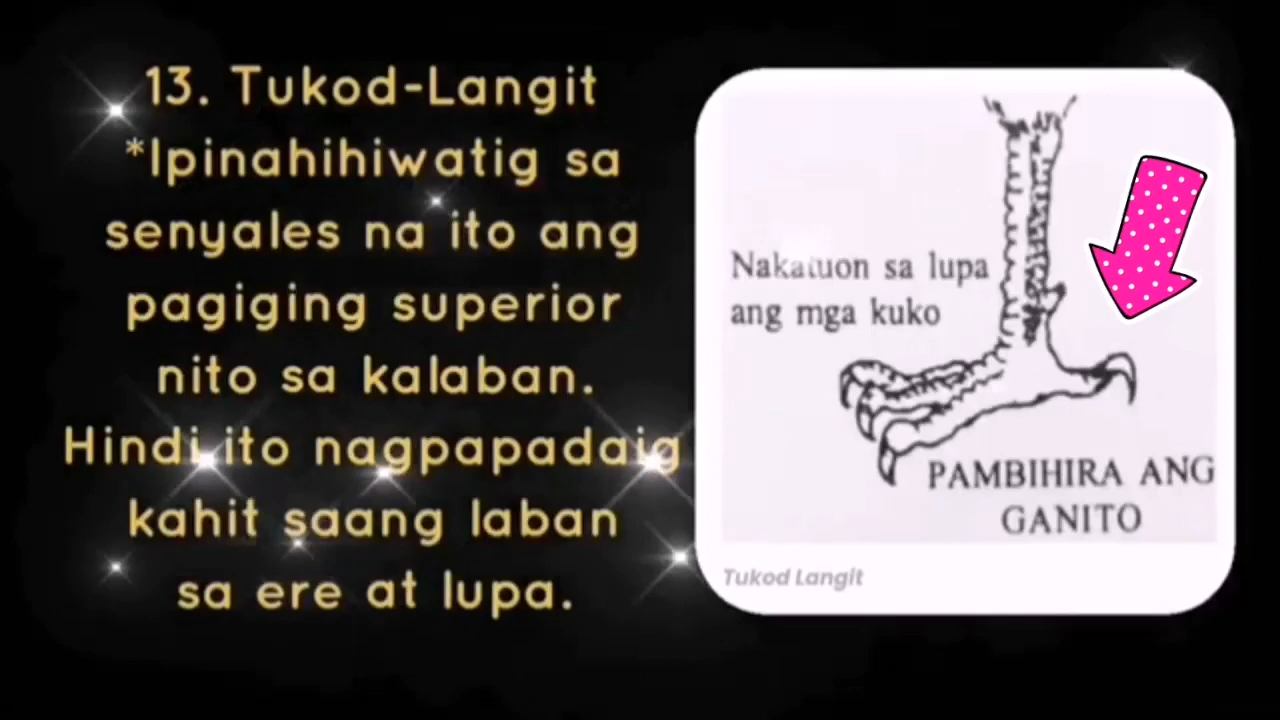 13. Tukod-Langit
*Ipinahihiwatig sa
senyales na ito ang
pagiging superior
nito sa kalaban.
Hindi ito nagpapadaig
kahit saang laban
sa ere at lupa.
Nakatuon sa lupa
ang mga kuko
PAMBIHIRA ANG
GANITO
Tukod Langit